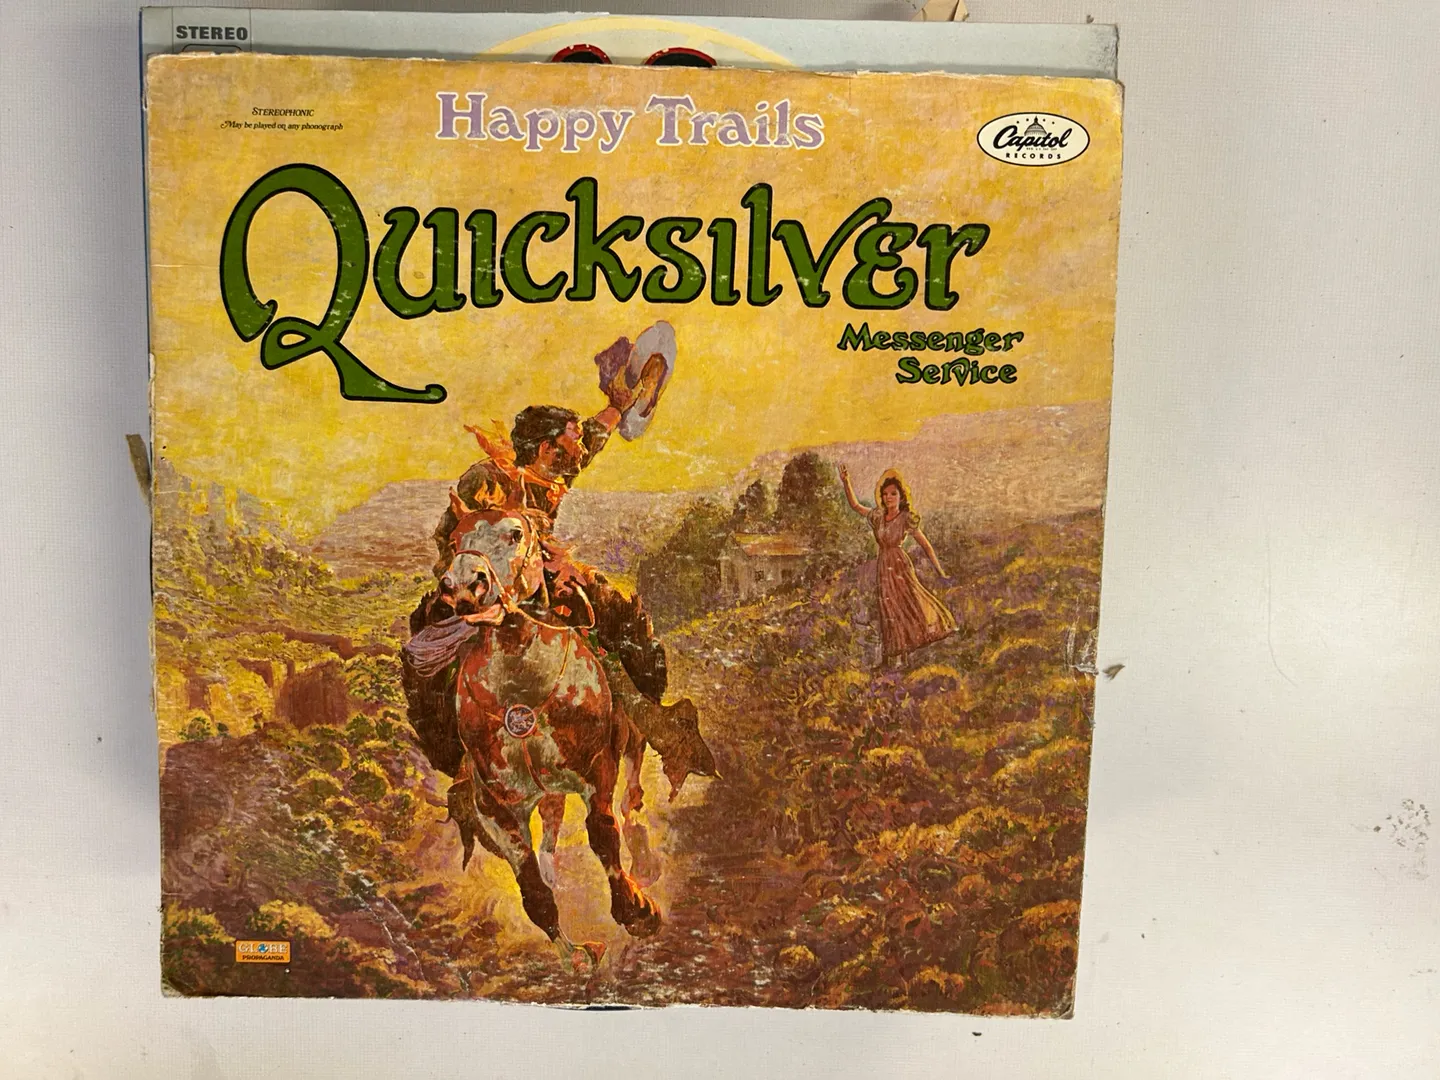 STEREO
STEREOPHONIC
May be played on any phonograph
Happy Trails
Capitol
RECORDS
Quicksilver
Messenger
Service
GLOBE
PROPAGANDA